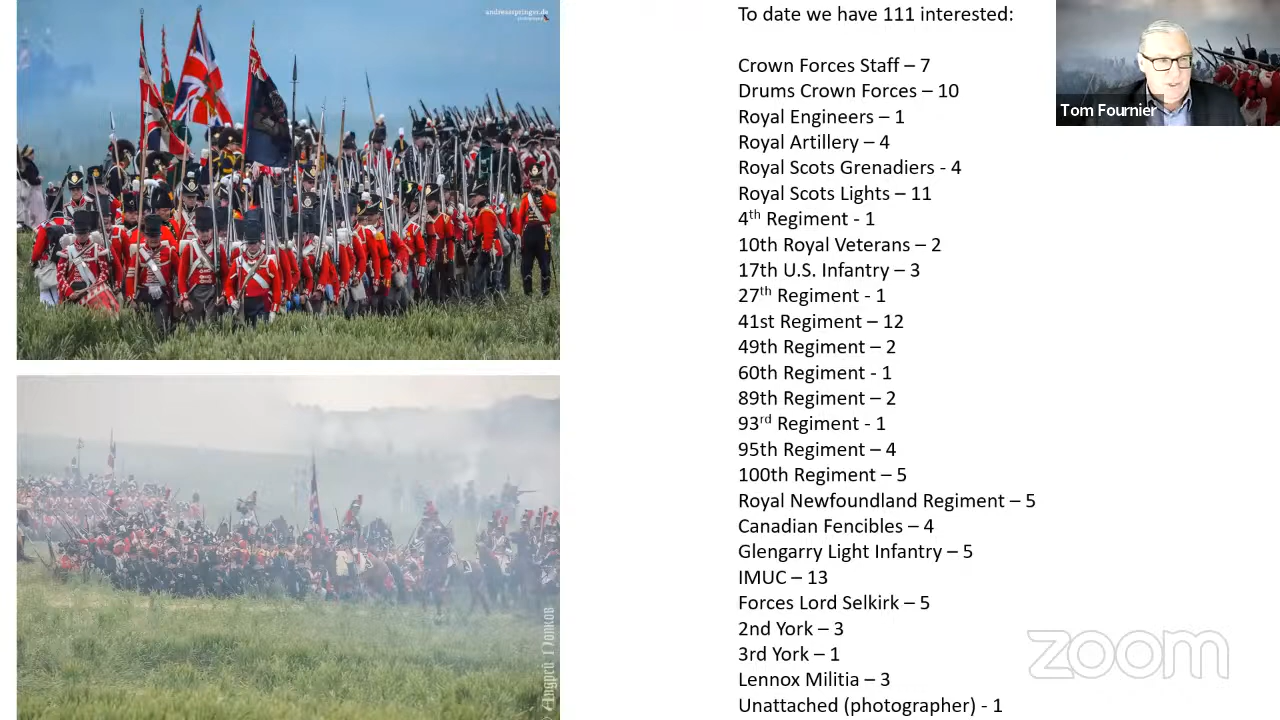 andreasspringer.de
photography
To date we have 111 interested:
Crown Forces Staff – 7
Drums Crown Forces – 10
Royal Engineers – 1
Royal Artillery – 4
Royal Scots Grenadiers - 4
Royal Scots Lights – 11
4th Regiment - 1
10th Royal Veterans – 2
17th U.S. Infantry – 3
27th Regiment - 1
41st Regiment – 12
49th Regiment – 2
60th Regiment - 1
89th Regiment – 2
93rd Regiment - 1
95th Regiment – 4
100th Regiment – 5
Royal Newfoundland Regiment – 5
Canadian Fencibles – 4
Glengarry Light Infantry – 5
IMUC – 13
Forces Lord Selkirk – 5
2nd York – 3
3rd York – 1
Lennox Militia – 3
Unattached (photographer) - 1
Tom Fournier
zoom
Андрей